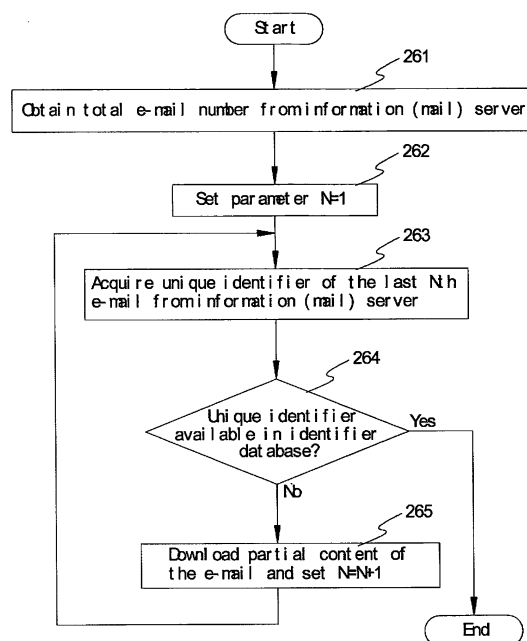 Start
261
Obtain total e-mail number from information (mail) server
262
Set parameter N=1
263
Acquire unique identifier of the last Nth
e-mail from information (mail) server
264
Unique identifier
available in identifier
database?
Yes
No
265
Download partial content of
the e-mail and set N=N+1
End